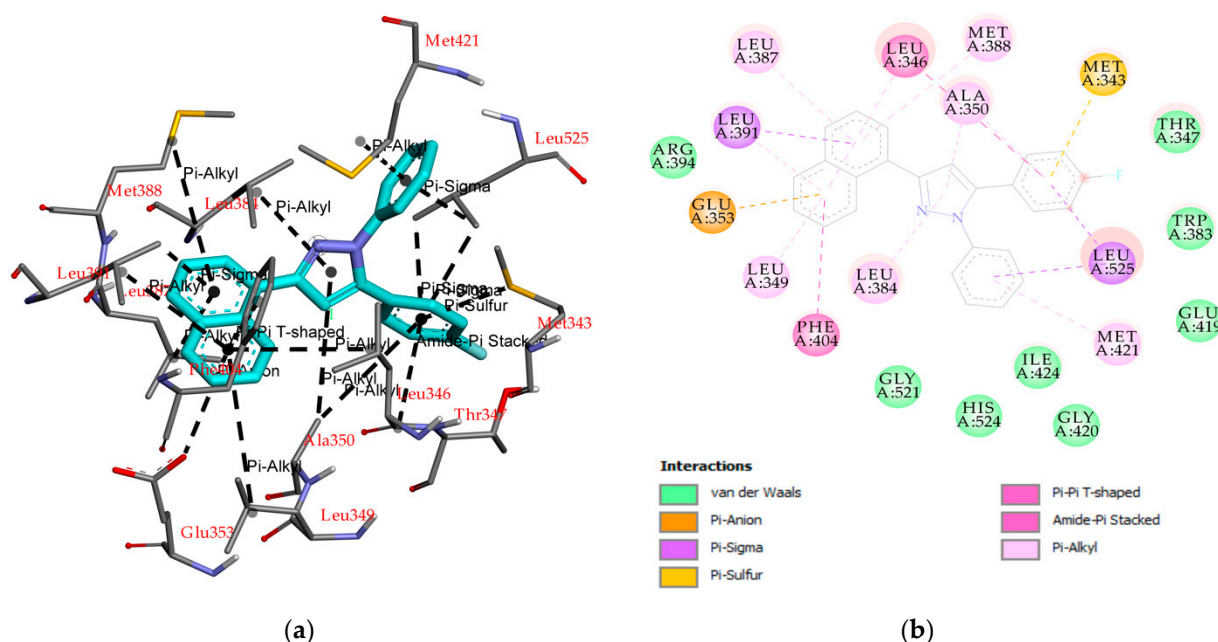 Met421
Pi-Alkyl
Leu525
Pi-Alkyl
Pi-Sigma
Met388
Leu384
Pi-Alkyl
Leu391
Pi-Sigma
Pi-Alkyl
Pi-Sigma
Pi-Sulfur
Met343
Pi-Pi T-shaped
Pi-Alkyl
Amide-Pi Stacked
Pi-Alkyl
Pi-Alkyl
Leu346
Thr347
Ala350
Pi-Alkyl
Glu353
Leu349
(a)
LEU
A:387
LEU
A:346
MET
A:388
MET
A:343
ALA
A:350
THR
A:347
LEU
A:391
ARG
A:394
GLU
A:353
F
N
N
TRP
A:383
LEU
A:349
LEU
A:384
LEU
A:525
GLU
A:419
PHE
A:404
MET
A:421
ILE
A:424
GLY
A:521
HIS
A:524
GLY
A:420
Interactions
van der Waals
Pi-Anion
Pi-Sigma
Pi-Sulfur
Pi-Pi T-shaped
Amide-Pi Stacked
Pi-Alkyl
(b)